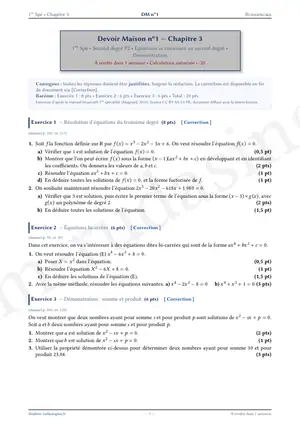 1re Spé • Chapitre 3
DM n°1
Devoir Maison n°1 — Chapitre 3
1re Spé • Second degré P2 • Équations se ramenant au second degré •
Démonstration
À rendre dans 1 semaine • Calculatrice autorisée • /20
Consignes : toutes les réponses doivent être justifiées. Soignez la rédaction. La correction est disponible en fin
de document via [Correction].
Barème : Exercice 1 · 8 pts • Exercice 2 · 6 pts • Exercice 3 · 6 pts • Total : 20 pts
Exercice 1 – Résolution d'équations du troisième degré (8 pts) [ Correction ]
1. Soit f la fonction définie sur ℝ par f(x) = x³ − 2x² − 5x + 6. On veut résoudre l'équation f(x) = 0.
a) Vérifier que 1 est solution de l'équation f(x) = 0. (0,5 pt)
b) Montrer que l'on peut écrire f(x) sous la forme (x − 1)(ax² + bx + c) en développant et en identifiant
les coefficients. On donnera les valeurs de a, b et c. (2 pts)
c) Résoudre l'équation ax² + bx + c = 0. (1 pt)
d) En déduire toutes les solutions de f(x) = 0, et la forme factorisée de f. (1 pt)
2. On souhaite maintenant résoudre l'équation 2x³ − 20x² − 418x + 1 980 = 0.
a) Vérifier que 5 est solution, puis écrire le premier terme de l'équation sous la forme (x − 5) × g(x), avec
g(x) un polynôme de degré 2. (2 pts)
b) En déduire toutes les solutions de l'équation. (1,5 pt)
Exercice 2 – Équations bicarrées (6 pts) [ Correction ]
Dans cet exercice, on va s'intéresser à des équations dites bi-carrées qui sont de la forme ax⁴ + bx² + c = 0.
1. On veut résoudre l'équation (E) x⁴ − 6x² + 8 = 0.
a) Poser X = x² dans l'équation. (0,5 pt)
b) Résoudre l'équation X² − 6X + 8 = 0. (1 pt)
c) En déduire les solutions de l'équation (E). (1,5 pt)
2. Avec la même méthode, résoudre les équations suivantes. a) x⁴ − 2x² − 8 = 0 b) x⁴ + x² + 1 = 0 (3 pts)
Exercice 3 – Démonstration : somme et produit (6 pts) [ Correction ]
On veut montrer que deux nombres ayant pour somme s et pour produit p sont solutions de x² − sx + p = 0.
Soit a et b deux nombres ayant pour somme s et pour produit p.
1. Montrer que a est solution de x² − sx + p = 0. (2 pts)
2. Montrer que b est solution de x² − sx + p = 0. (1 pt)
3. Utiliser la propriété démontrée ci-dessus pour déterminer deux nombres ayant pour somme 10 et pour
produit 23,04. (3 pts)
– 1 –
À rendre dans 1 semaine